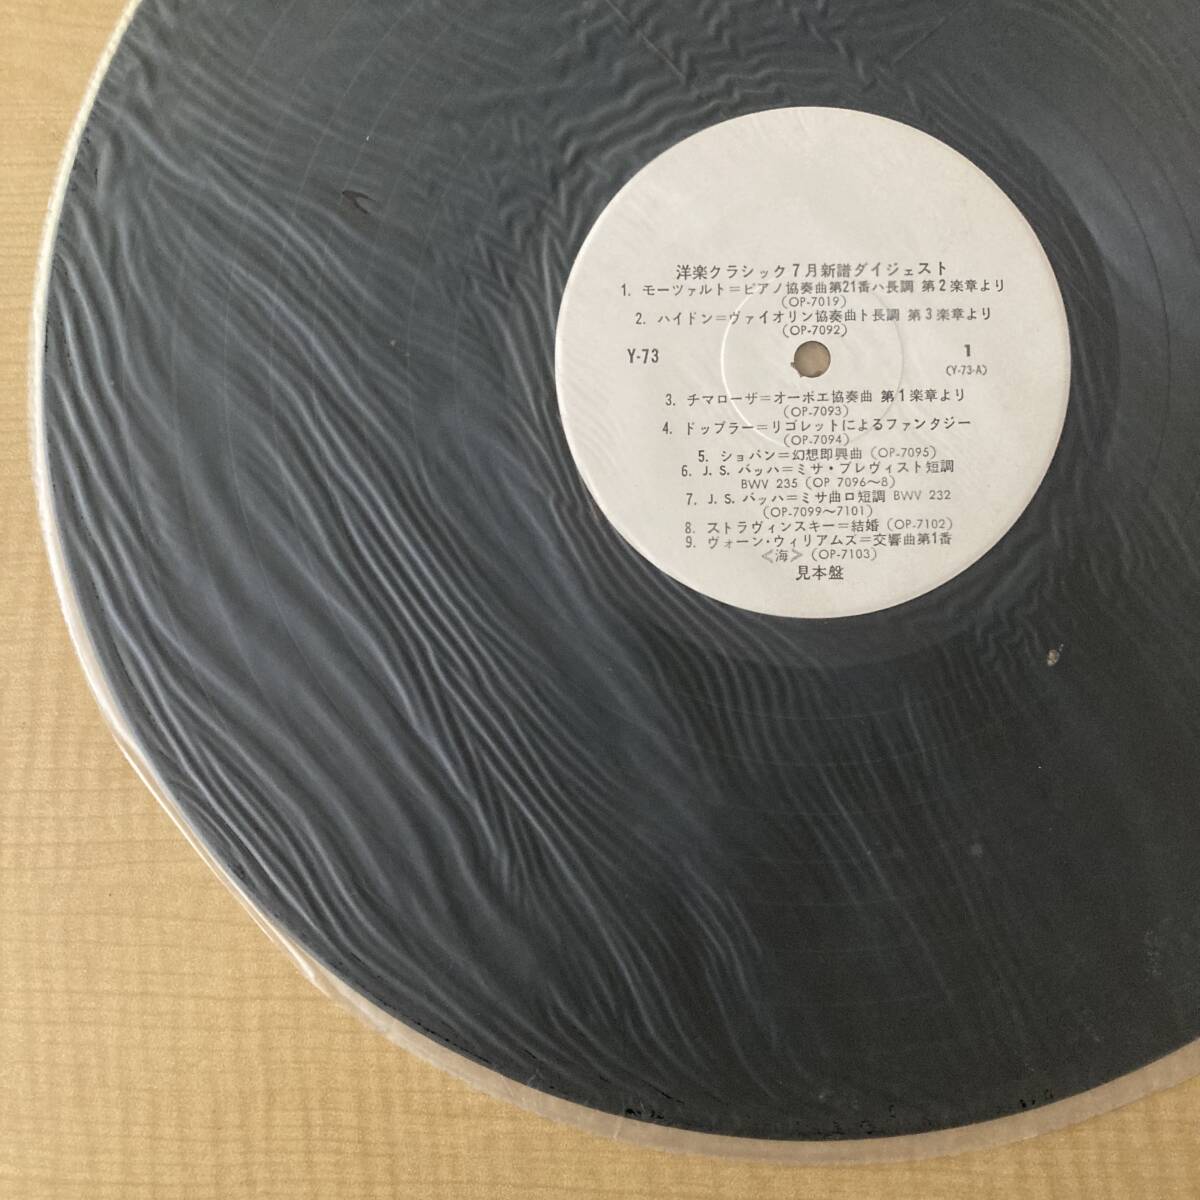 洋楽クラシック7月新譜ダイジェスト
1. モーツァルト=ピアノ協奏曲第21番ハ長調 第2楽章より
(OP-7019)
2. ハイドン=ヴァイオリン協奏曲ト長調 第3楽章より
(OP-7092)
Y-73
1
(Y-73-A)
3. チマローザ=オーボエ協奏曲 第1楽章より
(OP-7093)
4. ドップラー=リゴレットによるファンタジー
(OP-7094)
5. ショパン=幻想即興曲 (OP-7095)
6. J. S. バッハ=ミサ・ブレヴィスト短調
BWV 235 (OP 7096〜8)
7. J. S. バッハ=ミサ曲ロ短調 BWV 232
(OP-7099〜7101)
8. ストラヴィンスキー=結婚 (OP-7102)
9. ヴォーン・ウィリアムズ=交響曲第1番
≪海≫ (OP-7103)
見本盤